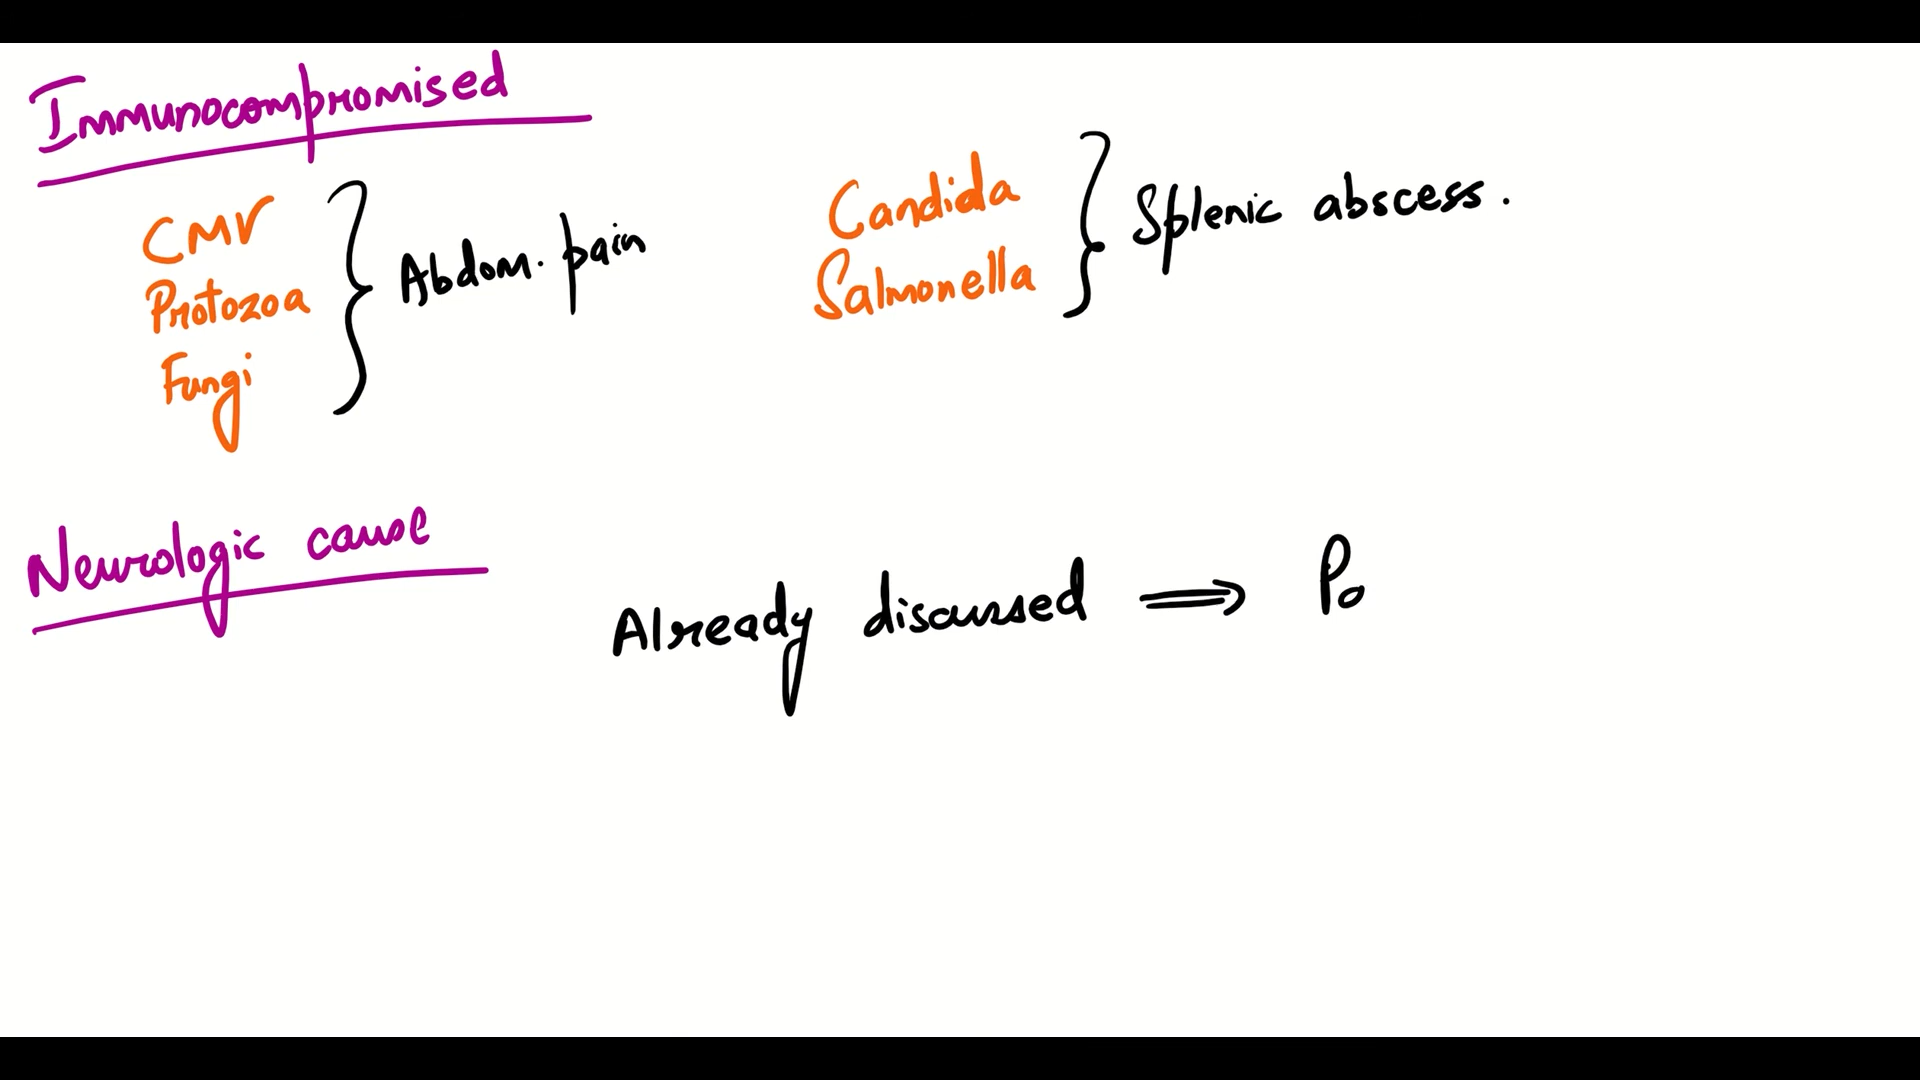 Immunocompromised
CMV
Protozoa
Fungi
Abdom. pain
Candida
Salmonella
Splenic abscess.
Neurologic cause
Already discussed ⇒ Po